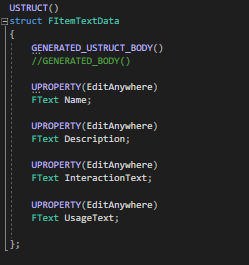 USTRUCT()
struct FItemTextData
{
GENERATED_USTRUCT_BODY()
//GENERATED_BODY()
UPROPERTY(EditAnywhere)
FText Name;
UPROPERTY(EditAnywhere)
FText Description;
UPROPERTY(EditAnywhere)
FText InteractionText;
UPROPERTY(EditAnywhere)
FText UsageText;
};